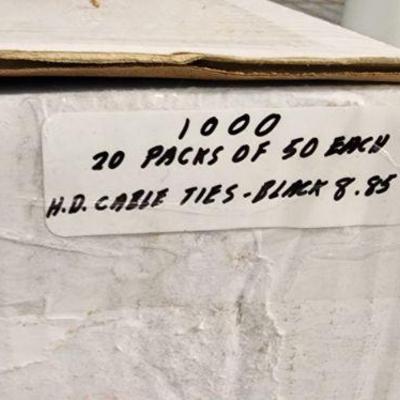 1000
20 PACKS OF 50 EACH
H.D. CABLE TIES - BLACK 8.85